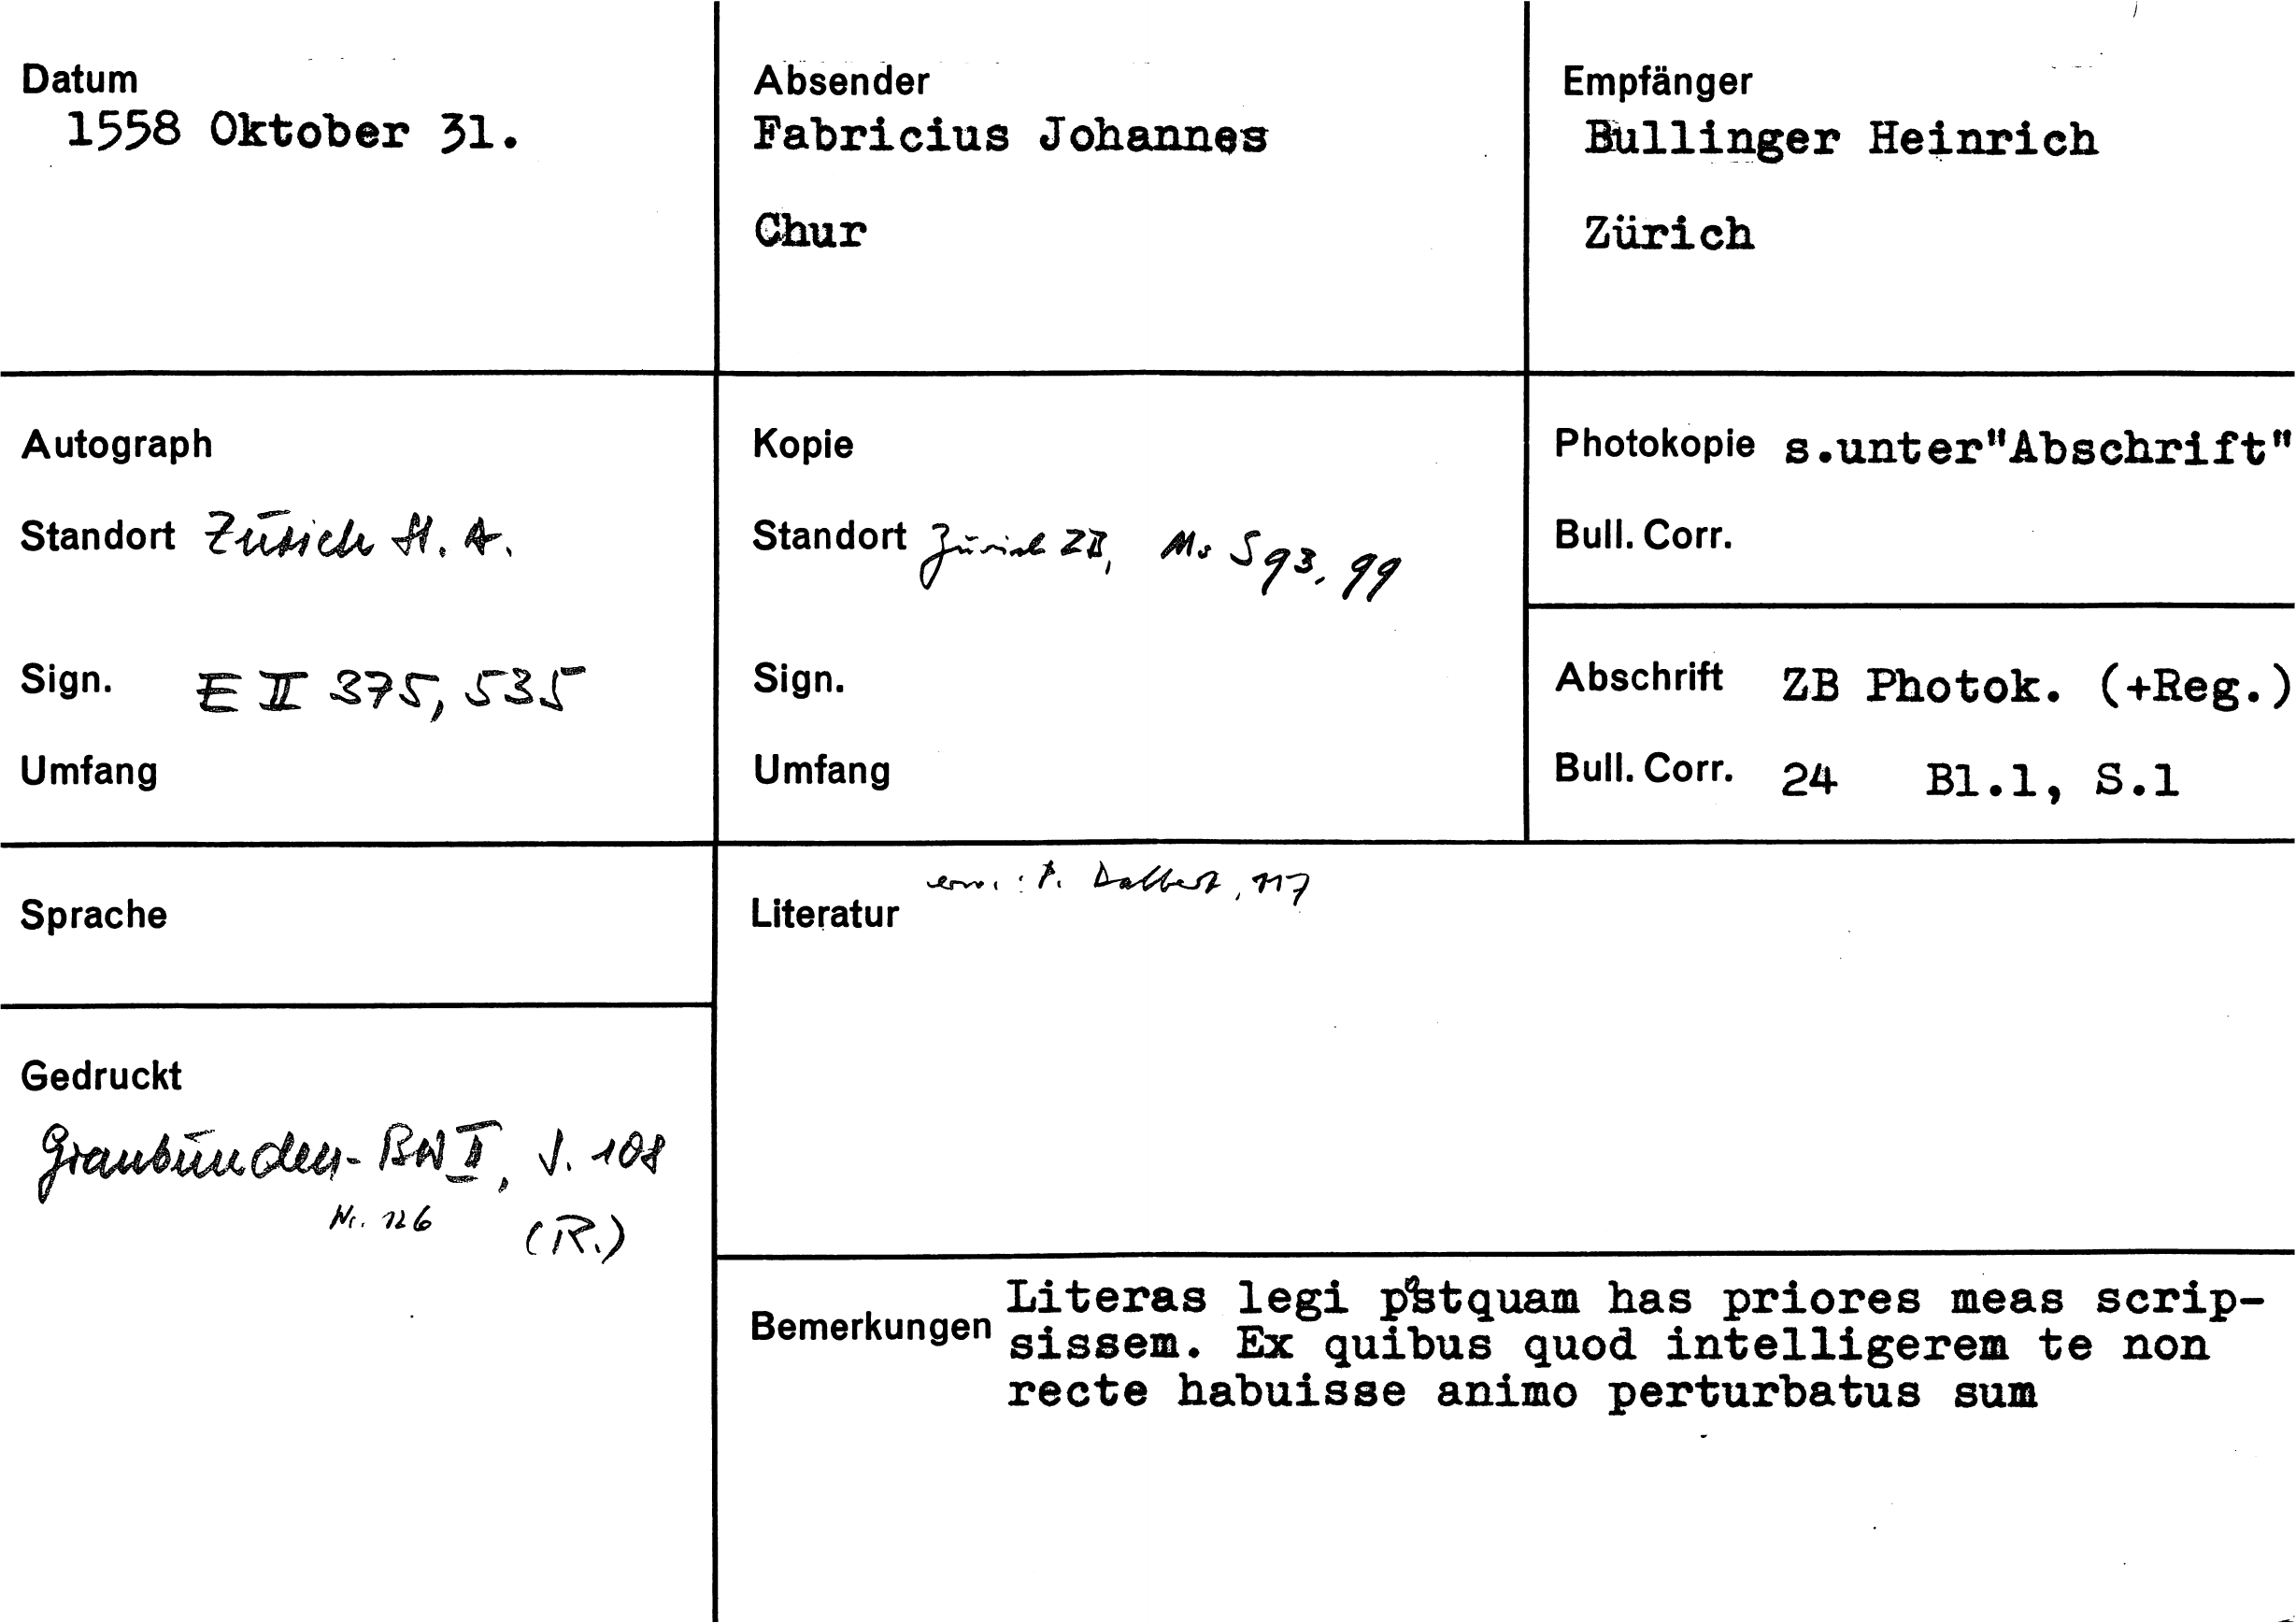 Datum
1558 Oktober 31.
Absender
Fabricius Johannes
Chur
Empfänger
Bullinger Heinrich
Zürich
Autograph
Standort Zürich St. A.
Sign. E II 375, 535
Umfang
Kopie
Standort Zürich ZB, Ms S 93, 99
Sign.
Umfang
Photokopie s.unter"Abschrift"
Bull. Corr.
Abschrift ZB Photok. (+Reg.)
Bull. Corr. 24 Bl.1, S.1
Sprache
Gedruckt
Graubünden-BW II, S. 108
Nr. 126 (R.)
Literatur
P. Dalbert, 117
Bemerkungen
Literas legi postquam has priores meas scrip-
sissem. Ex quibus quod intelligerem te non
recte habuisse animo perturbatus sum